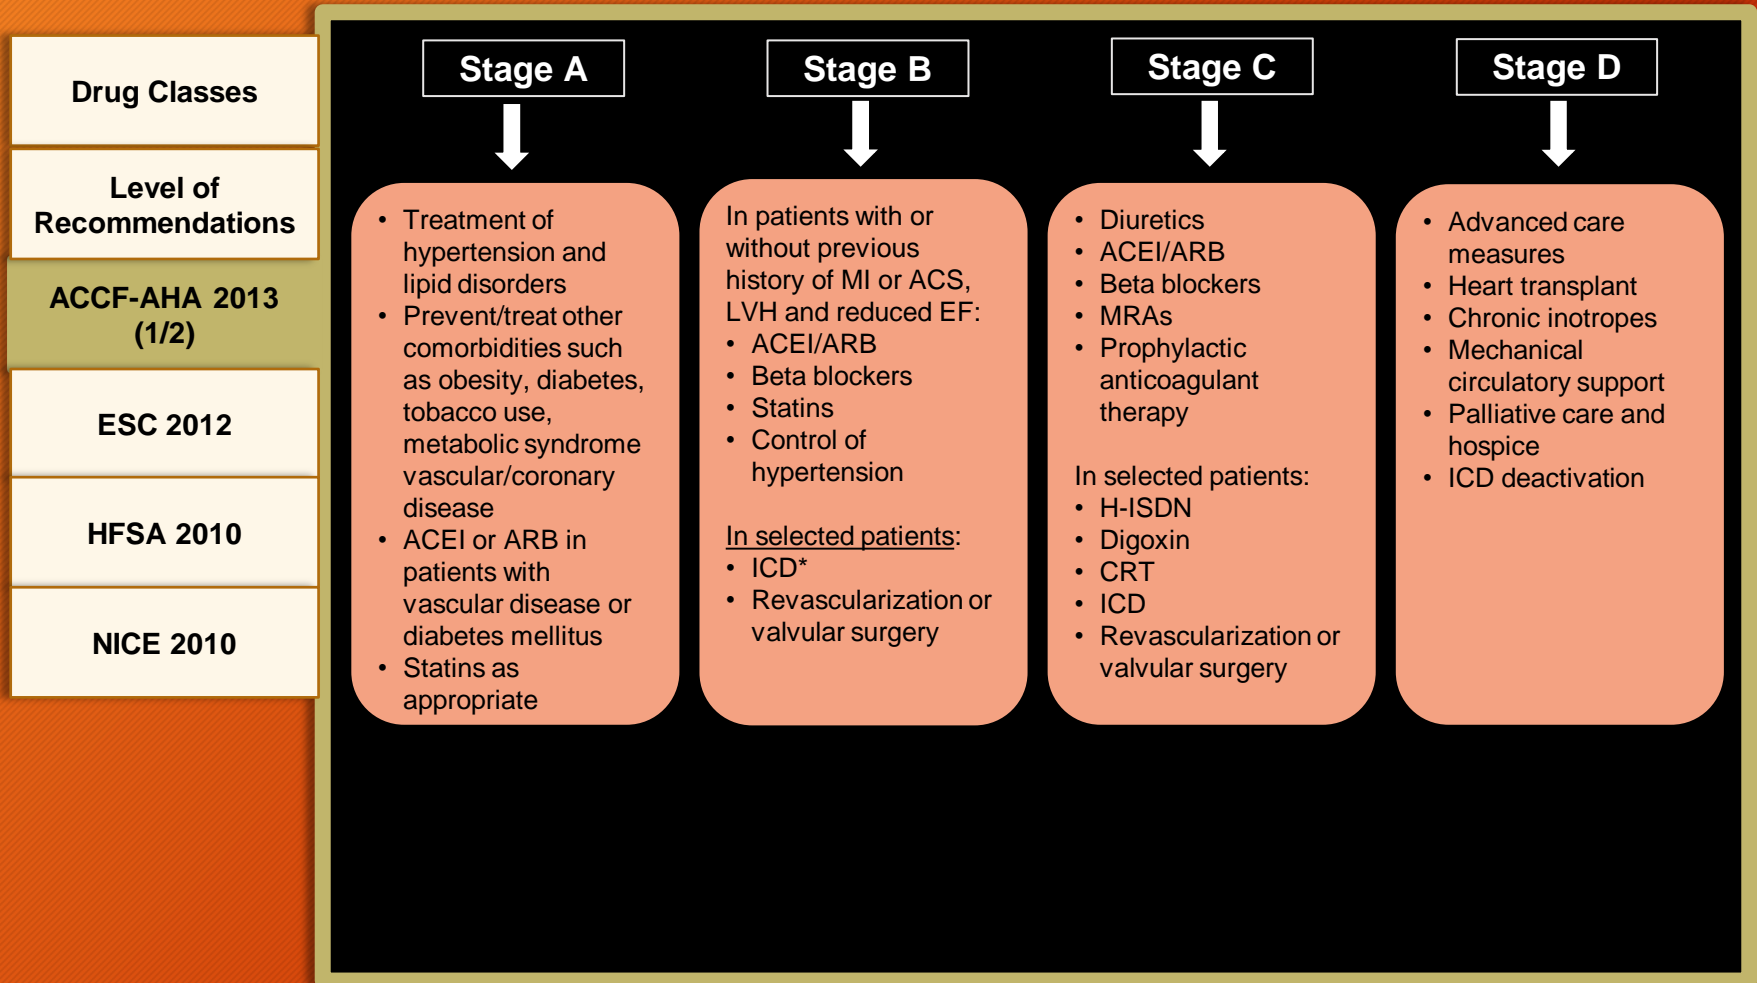 Drug Classes
Level of
Recommendations
ACCF-AHA 2013
(1/2)
ESC 2012
HFSA 2010
NICE 2010
Stage A
• Treatment of
hypertension and
lipid disorders
• Prevent/treat other
comorbidities such
as obesity, diabetes,
tobacco use,
metabolic syndrome
vascular/coronary
disease
• ACEI or ARB in
patients with
vascular disease or
diabetes mellitus
• Statins as
appropriate
Stage B
In patients with or
without previous
history of MI or ACS,
LVH and reduced EF:
• ACEI/ARB
• Beta blockers
• Statins
• Control of
hypertension
In selected patients:
• ICD*
• Revascularization or
valvular surgery
Stage C
• Diuretics
• ACEI/ARB
• Beta blockers
• MRAs
• Prophylactic
anticoagulant
therapy
In selected patients:
• H-ISDN
• Digoxin
• CRT
• ICD
• Revascularization or
valvular surgery
Stage D
• Advanced care
measures
• Heart transplant
• Chronic inotropes
• Mechanical
circulatory support
• Palliative care and
hospice
• ICD deactivation